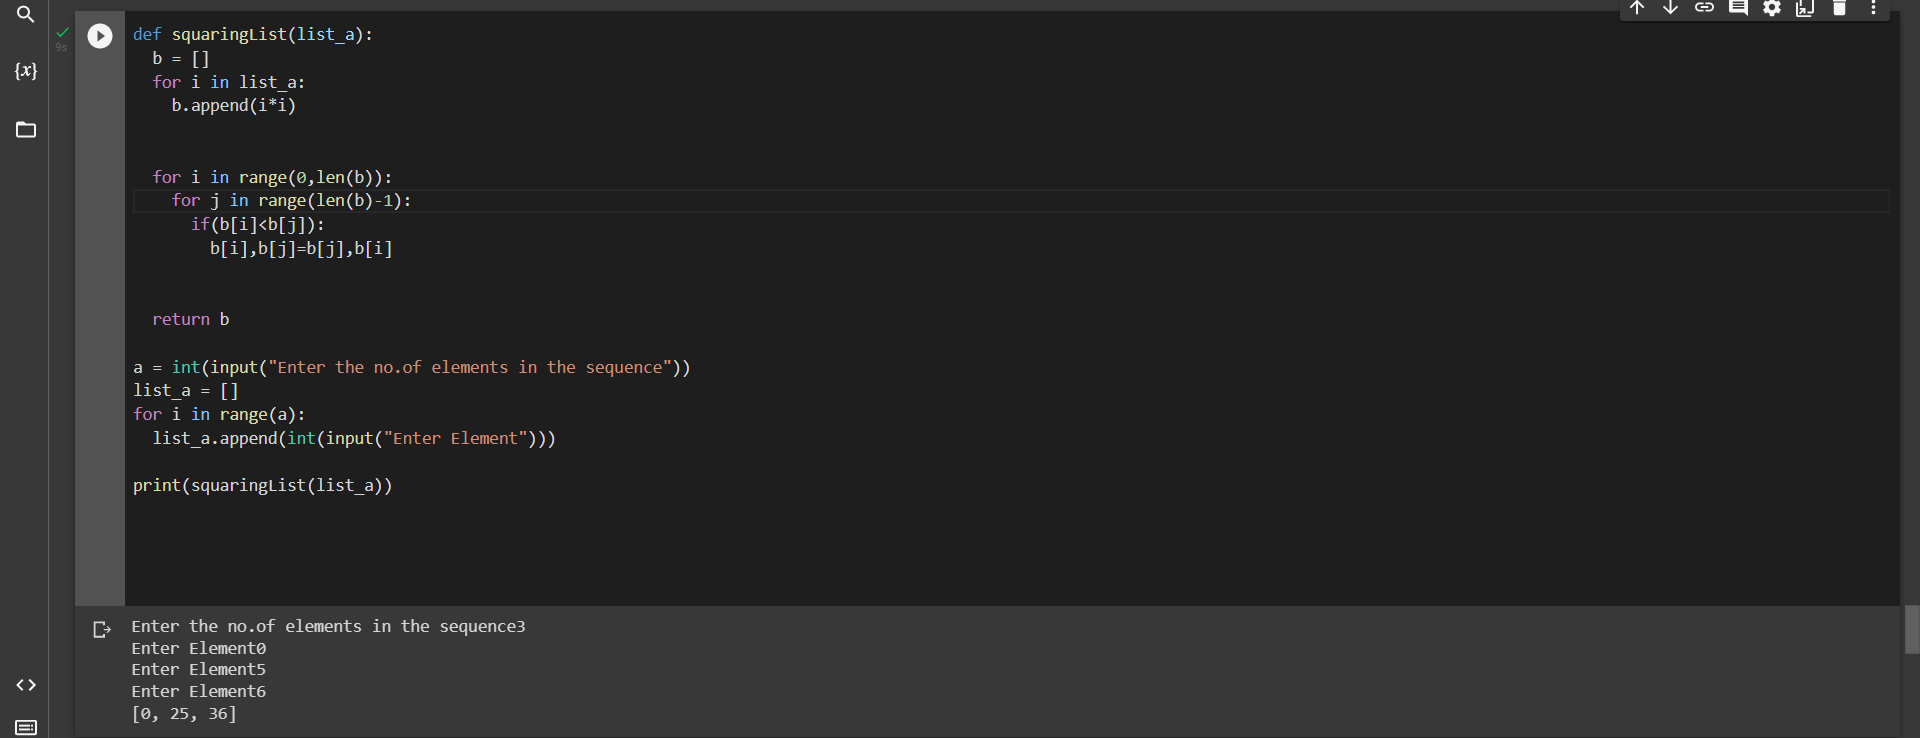 def squaringList(list_a):
  b = []
  for i in list_a:
    b.append(i*i)
  for i in range(0,len(b)):
    for j in range(len(b)-1):
      if(b[i]<b[j]):
        b[i],b[j]=b[j],b[i]
  return b
a = int(input("Enter the no.of elements in the sequence"))
list_a = []
for i in range(a):
  list_a.append(int(input("Enter Element")))
print(squaringList(list_a))
9s
{x}
Enter the no.of elements in the sequence3
Enter Element0
Enter Element5
Enter Element6
[0, 25, 36]